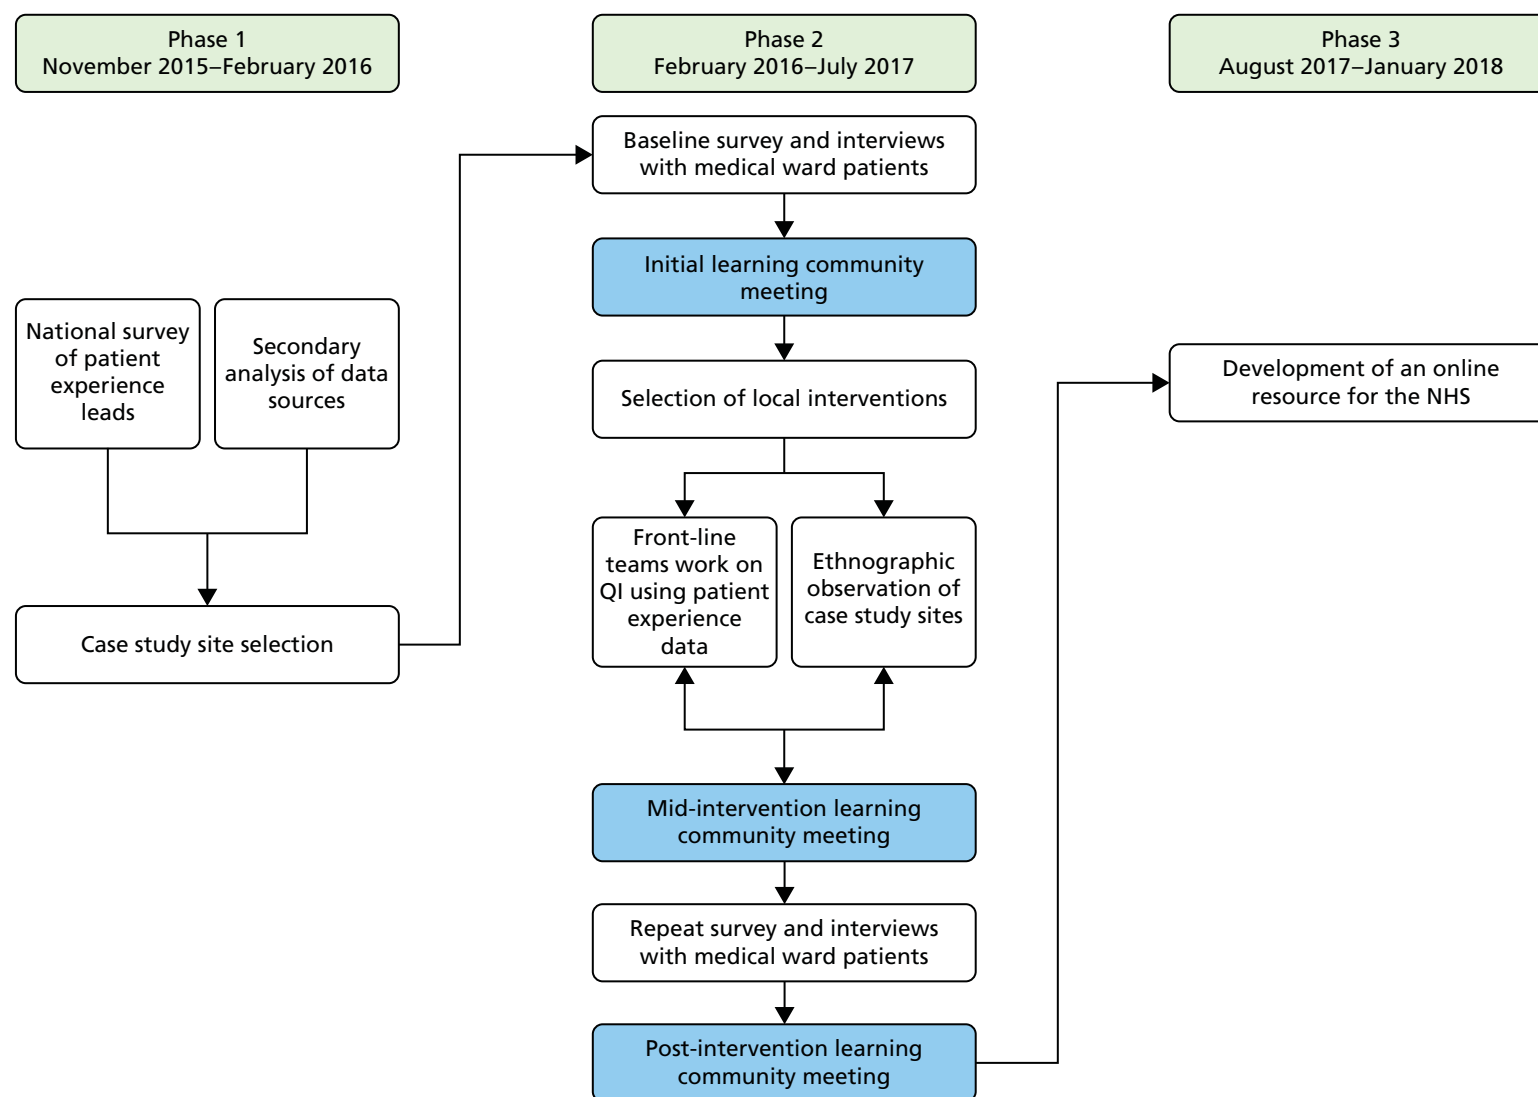 Phase 1
November 2015–February 2016
Phase 2
February 2016–July 2017
Phase 3
August 2017–January 2018
National survey
of patient
experience
leads
Secondary
analysis of data
sources
Case study site selection
Baseline survey and interviews
with medical ward patients
Initial learning community
meeting
Selection of local interventions
Front-line
teams work on
QI using patient
experience
data
Ethnographic
observation of
case study sites
Mid-intervention learning
community meeting
Repeat survey and interviews
with medical ward patients
Post-intervention learning
community meeting
Development of an online
resource for the NHS